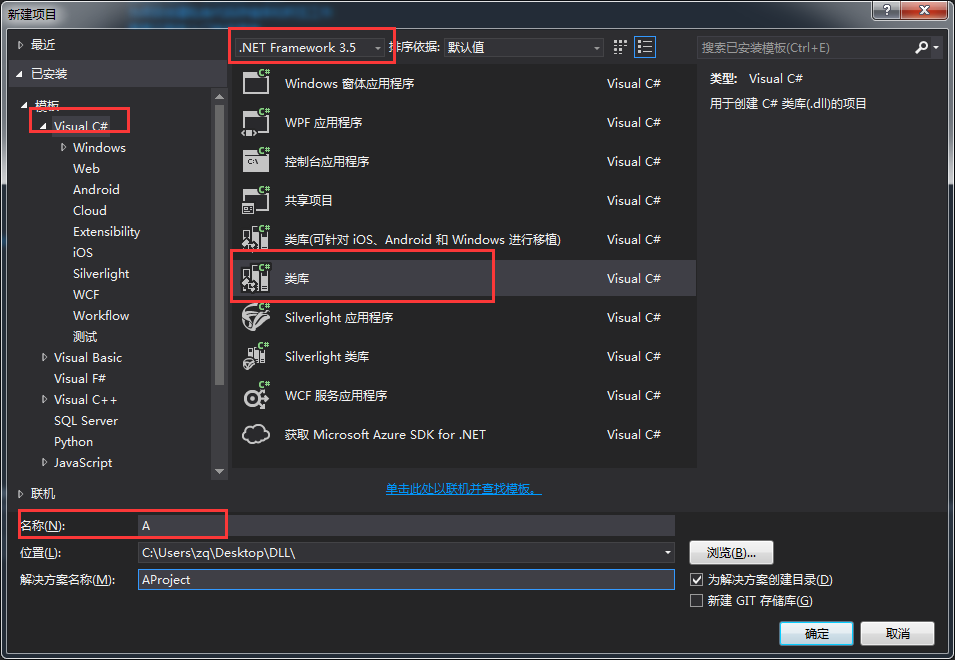 新建项目
最近
.NET Framework 3.5 排序依据: 默认值
搜索已安装模板(Ctrl+E)
已安装
模板
Visual C#
Windows
Web
Android
Cloud
Extensibility
iOS
Silverlight
WCF
Workflow
测试
Visual Basic
Visual F#
Visual C++
SQL Server
Python
JavaScript
联机
Windows 窗体应用程序 Visual C#
WPF 应用程序 Visual C#
控制台应用程序 Visual C#
共享项目 Visual C#
类库(可针对 iOS、Android 和 Windows 进行移植) Visual C#
类库 Visual C#
Silverlight 应用程序 Visual C#
Silverlight 类库 Visual C#
WCF 服务应用程序 Visual C#
获取 Microsoft Azure SDK for .NET Visual C#
单击此处以联机并查找模板。
类型: Visual C#
用于创建 C# 类库(.dll)的项目
名称(N): A
位置(L): C:\Users\zq\Desktop\DLL\ 浏览(B)...
解决方案名称(M): AProject
为解决方案创建目录(D)
新建 GIT 存储库(G)
确定 取消